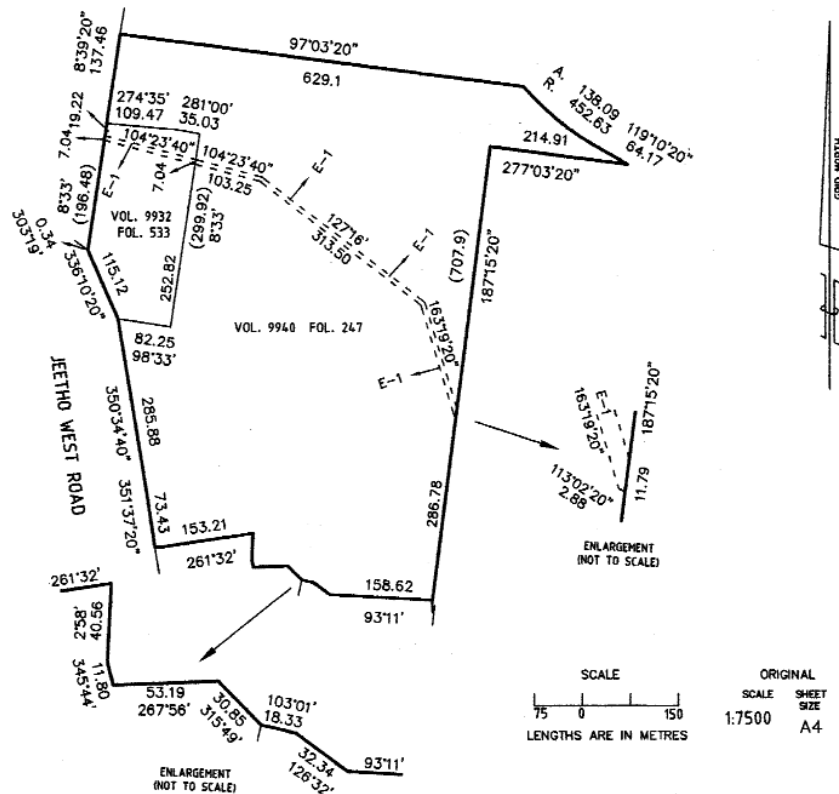 97°03'20"
629.1
8°39'20"
137.46
A. 138.09 119°10'20"
R. 452.63 64.17
214.91
277°03'20"
GRID NORTH
274°35'
109.47
281°00'
35.03
19.22
7.04
104°23'40"
104°23'40"
103.25
7.04
E-1
E-1
8°33'
(196.48)
VOL. 9932
FOL. 533
(299.92)
8°33'
252.82
127°16'
313.50
E-1
(707.9)
187°15'20"
0.34
303°19'
115.12
336°10'20"
82.25
98°33'
VOL. 9940 FOL. 247
163°19'20"
E-1
JEETHO WEST ROAD
285.88
350°34'40"
73.43
351°37'20"
153.21
261°32'
286.78
158.62
93°11'
E-1
163°19'20"
187°15'20"
113°02'20"
2.88
11.79
ENLARGEMENT
(NOT TO SCALE)
261°32'
2°58'
40.56
11.80
345°44'
53.19
267°56'
30.85
315°49'
103°01'
18.33
32.34
126°32'
93°11'
ENLARGEMENT
(NOT TO SCALE)
SCALE
75 0 150
LENGTHS ARE IN METRES
ORIGINAL
SCALE SHEET SIZE
1:7500 A4